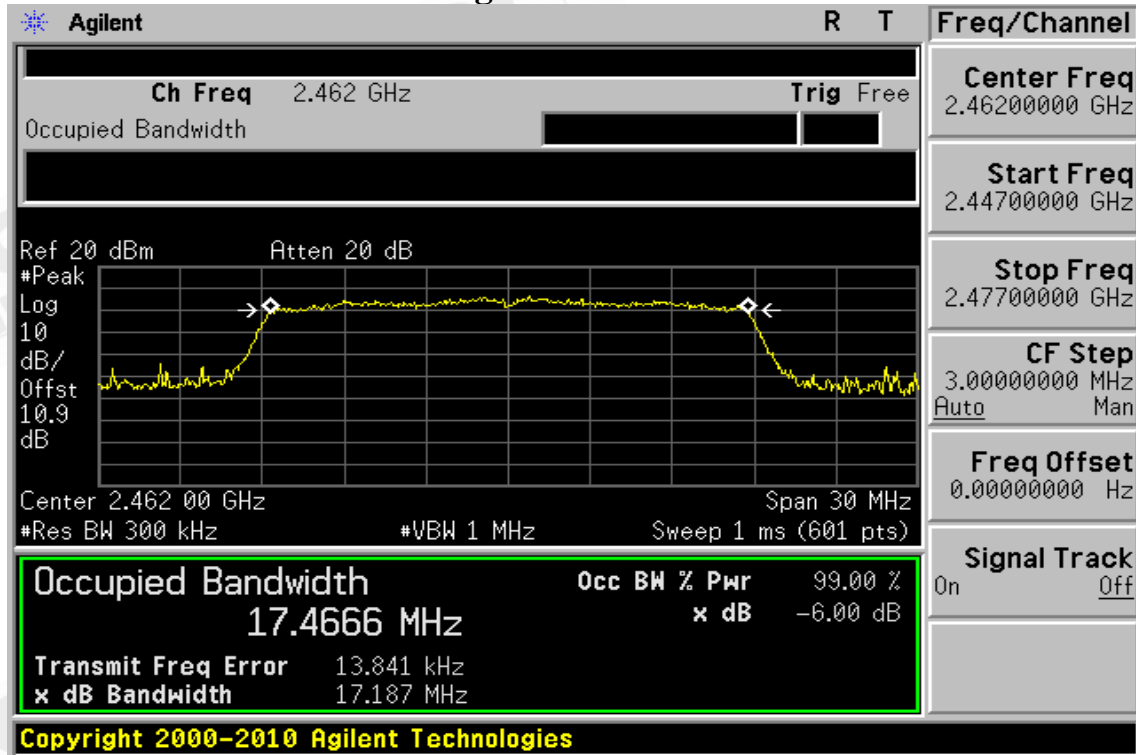 Agilent R T
Ch Freq 2.462 GHz Trig Free
Occupied Bandwidth
Ref 20 dBm Atten 20 dB
#Peak
Log
10
dB/
Offst
10.9
dB
Center 2.462 00 GHz Span 30 MHz
#Res BW 300 kHz #VBW 1 MHz Sweep 1 ms (601 pts)
Occupied Bandwidth Occ BW % Pwr 99.00 %
17.4666 MHz x dB -6.00 dB
Transmit Freq Error 13.841 kHz
x dB Bandwidth 17.187 MHz
Copyright 2000-2010 Agilent Technologies
Freq/Channel
Center Freq
2.46200000 GHz
Start Freq
2.44700000 GHz
Stop Freq
2.47700000 GHz
CF Step
3.00000000 MHz
Auto Man
Freq Offset
0.00000000 Hz
Signal Track
On Off